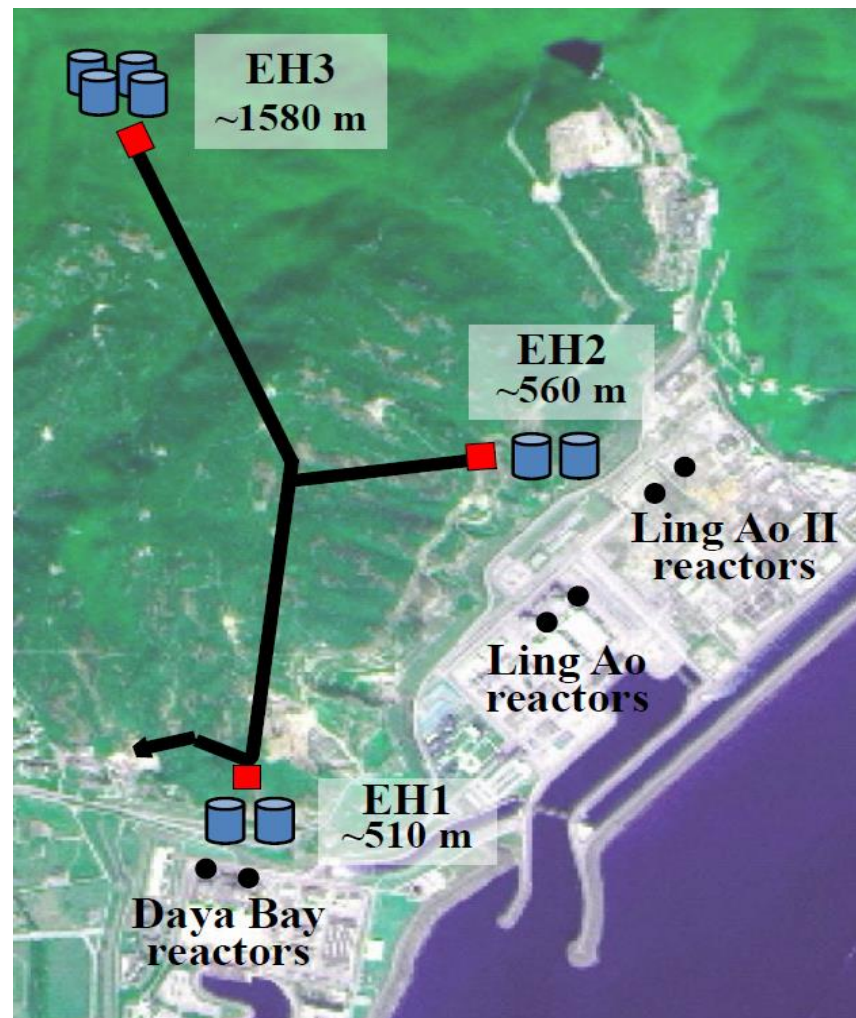 EH3
~1580 m
EH2
~560 m
Ling Ao II
reactors
Ling Ao
reactors
EH1
~510 m
Daya Bay
reactors